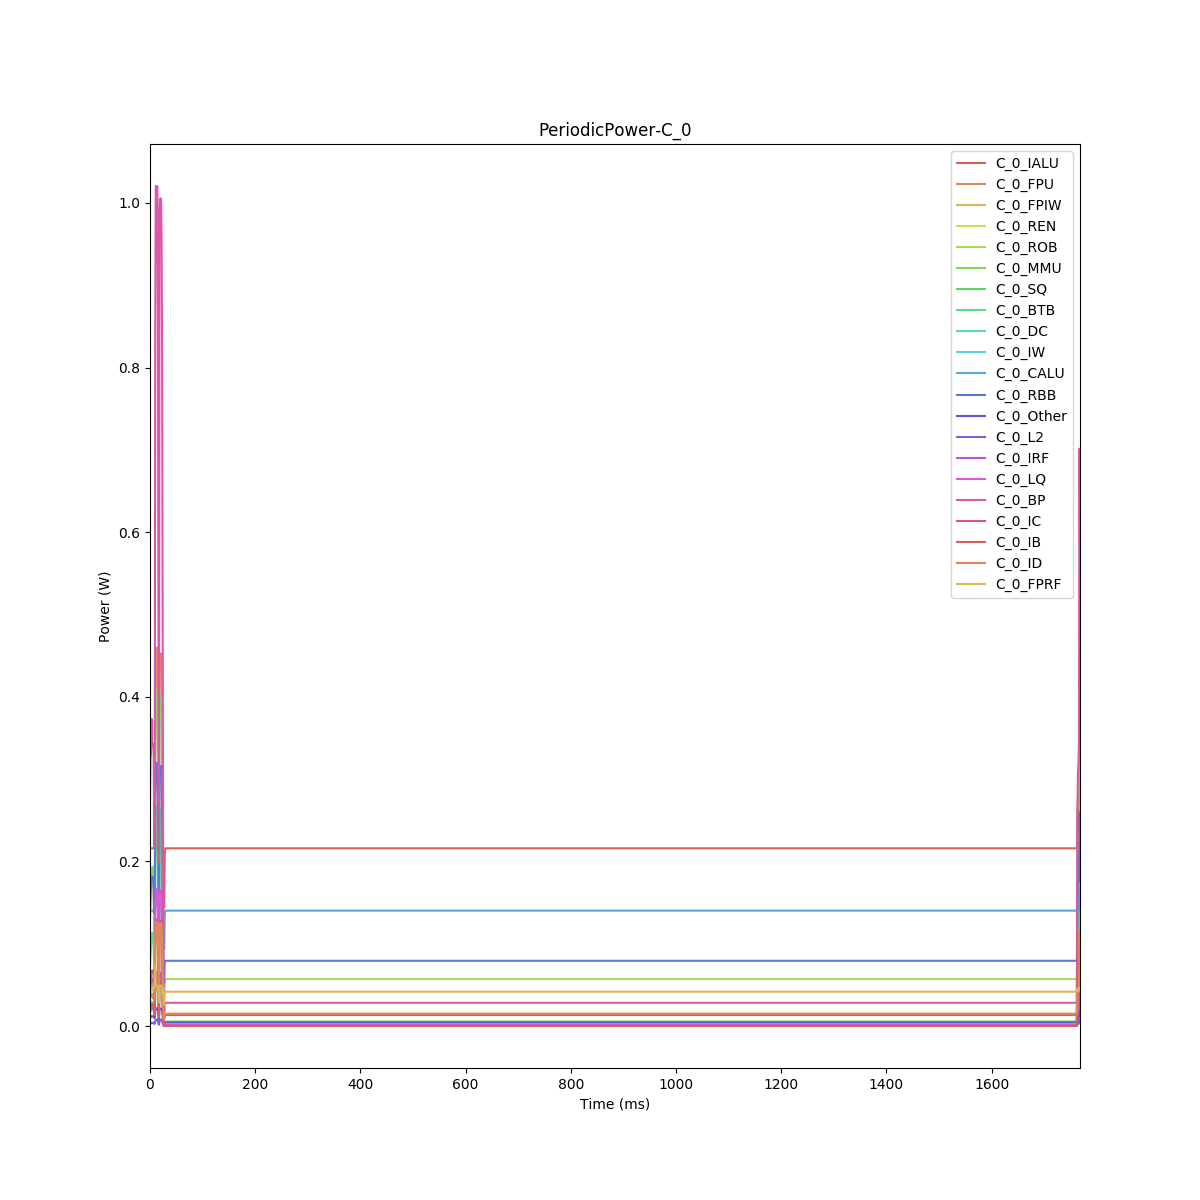 PeriodicPower-C_0
C_0_IALU
C_0_FPU
C_0_FPIW
C_0_REN
C_0_ROB
C_0_MMU
C_0_SQ
C_0_BTB
C_0_DC
C_0_IW
C_0_CALU
C_0_RBB
C_0_Other
C_0_L2
C_0_IRF
C_0_LQ
C_0_BP
C_0_IC
C_0_IB
C_0_ID
C_0_FPRF
1.0
0.8
0.6
0.4
0.2
0.0
Power (W)
0 200 400 600 800 1000 1200 1400 1600
Time (ms)